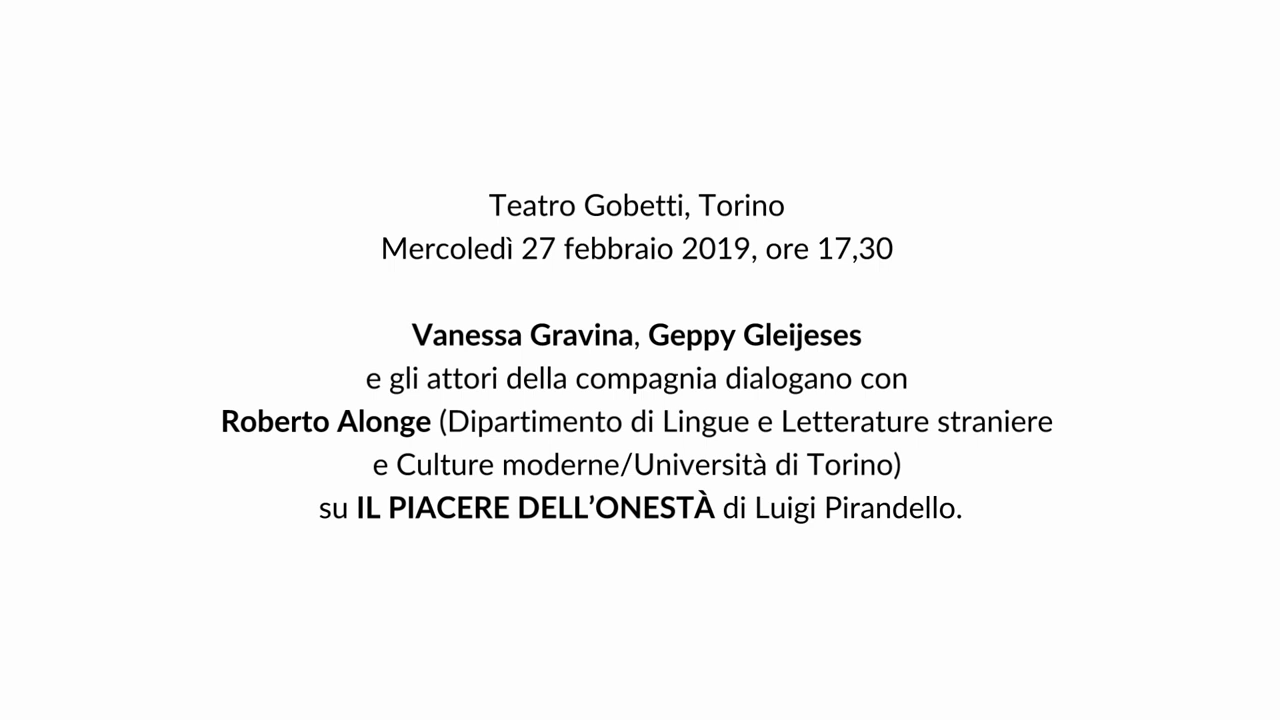 Teatro Gobetti, Torino
Mercoledì 27 febbraio 2019, ore 17,30
Vanessa Gravina, Geppy Gleijeses
e gli attori della compagnia dialogano con
Roberto Alonge (Dipartimento di Lingue e Letterature straniere
e Culture moderne/Università di Torino)
su IL PIACERE DELL’ONESTÀ di Luigi Pirandello.